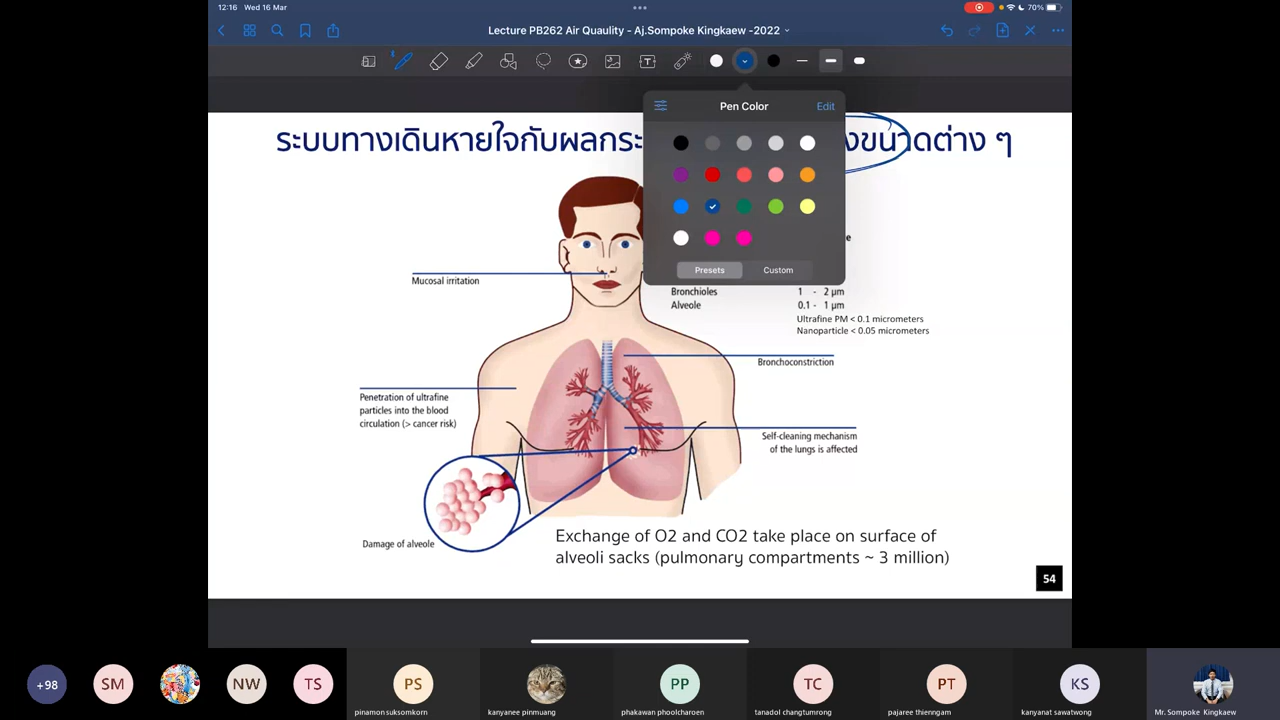 12:16 Wed 16 Mar
70%
Lecture PB262 Air Quaulity - Aj.Sompoke Kingkaew -2022
Pen Color
Edit
Presets
Custom
ระบบทางเดินหายใจกับผลกระ
ขนาดต่าง ๆ
Mucosal irritation
Bronchioles 1 - 2 µm
Alveole 0.1 - 1 µm
Ultrafine PM < 0.1 micrometers
Nanoparticle < 0.05 micrometers
Bronchoconstriction
Penetration of ultrafine
particles into the blood
circulation (> cancer risk)
Self-cleaning mechanism
of the lungs is affected
Damage of alveole
Exchange of O2 and CO2 take place on surface of
alveoli sacks (pulmonary compartments ~ 3 million)
54
+98
SM
NW
TS
PS
PP
TC
PT
KS
pinamon suksomkorn
kanyanee pinmuang
phakawan phoolcharoen
tanadol changtumrong
pajaree thienngam
kanyanat sawatwong
Mr. Sompoke Kingkaew